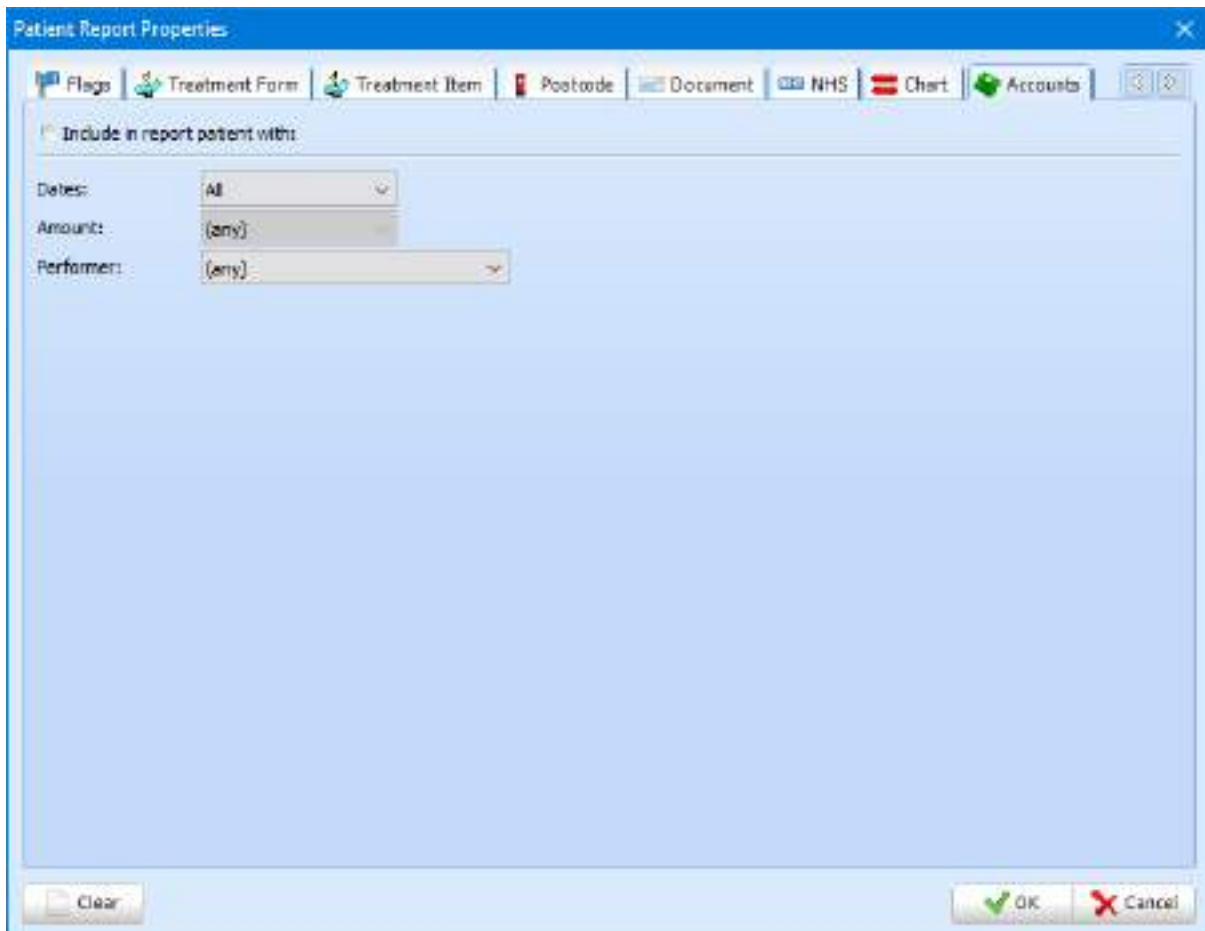 Patient Report Properties
Flags Treatment Form Treatment Item Postcode Document NHS Chart Accounts
Include in report patient with:
Dates: All
Amount: (any)
Performer: (any)
Clear OK Cancel